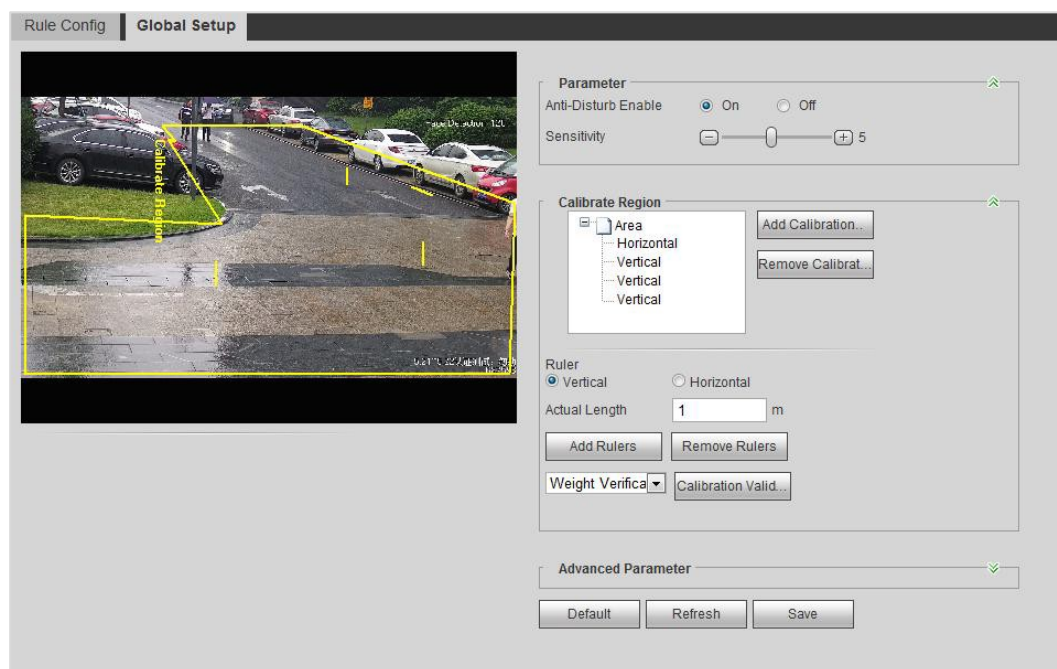 Rule Config Global Setup
Calibrate Region
Parameter
Anti-Disturb Enable On Off
Sensitivity 5
Calibrate Region
Area
Horizontal
Vertical
Vertical
Vertical
Add Calibration..
Remove Calibrat...
Ruler
Vertical Horizontal
Actual Length 1 m
Add Rulers Remove Rulers
Weight Verifica Calibration Valid...
Advanced Parameter
Default Refresh Save